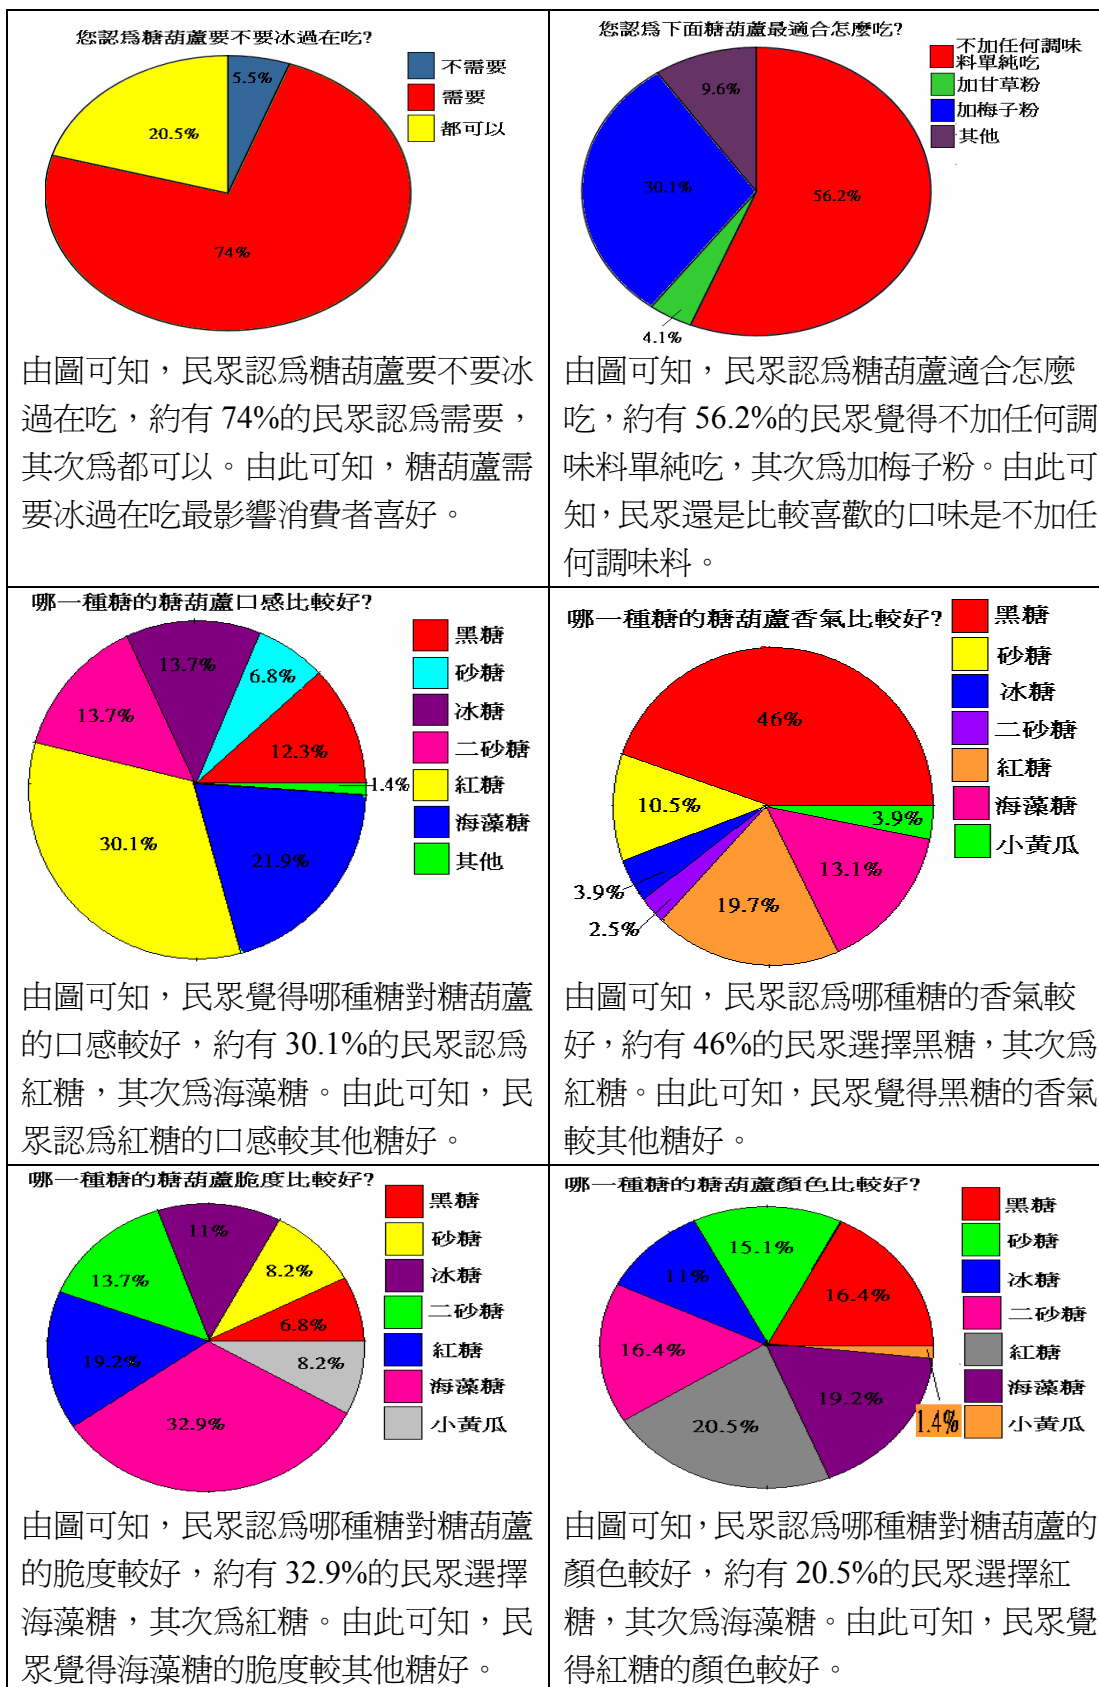 您認為糖葫蘆要不要冰過在吃?
不需要
需要
都可以
5.5%
20.5%
74%
由圖可知，民眾認為糖葫蘆要不要冰
過在吃，約有 74%的民眾認為需要，
其次為都可以。由此可知，糖葫蘆需
要冰過在吃最影響消費者喜好。
您認為下面糖葫蘆最適合怎麼吃?
不加任何調味
料單純吃
加甘草粉
加梅子粉
其他
9.6%
30.1%
56.2%
4.1%
由圖可知，民眾認為糖葫蘆適合怎麼
吃，約有 56.2%的民眾覺得不加任何調
味料單純吃，其次為加梅子粉。由此可
知，民眾還是比較喜歡的口味是不加任
何調味料。
哪一種糖的糖葫蘆口感比較好?
黑糖
砂糖
冰糖
二砂糖
紅糖
海藻糖
其他
13.7%
6.8%
13.7%
12.3%
1.4%
30.1%
21.9%
由圖可知，民眾覺得哪種糖對糖葫蘆
的口感較好，約有 30.1%的民眾認為
紅糖，其次為海藻糖。由此可知，民
眾認為紅糖的口感較其他糖好。
哪一種糖的糖葫蘆香氣比較好?
黑糖
砂糖
冰糖
二砂糖
紅糖
海藻糖
小黃瓜
46%
10.5%
3.9%
13.1%
3.9%
19.7%
2.5%
由圖可知，民眾認為哪種糖的香氣較
好，約有 46%的民眾選擇黑糖，其次為
紅糖。由此可知，民眾覺得黑糖的香氣
較其他糖好。
哪一種糖的糖葫蘆脆度比較好?
黑糖
砂糖
冰糖
二砂糖
紅糖
海藻糖
小黃瓜
11%
8.2%
13.7%
6.8%
19.2%
8.2%
32.9%
由圖可知，民眾認為哪種糖對糖葫蘆
的脆度較好，約有 32.9%的民眾選擇
海藻糖，其次為紅糖。由此可知，民
眾覺得海藻糖的脆度較其他糖好。
哪一種糖的糖葫蘆顏色比較好?
黑糖
砂糖
冰糖
二砂糖
紅糖
海藻糖
小黃瓜
15.1%
11%
16.4%
16.4%
19.2%
1.4%
20.5%
由圖可知，民眾認為哪種糖對糖葫蘆的
顏色較好，約有 20.5%的民眾選擇紅
糖，其次為海藻糖。由此可知，民眾覺
得紅糖的顏色較好。